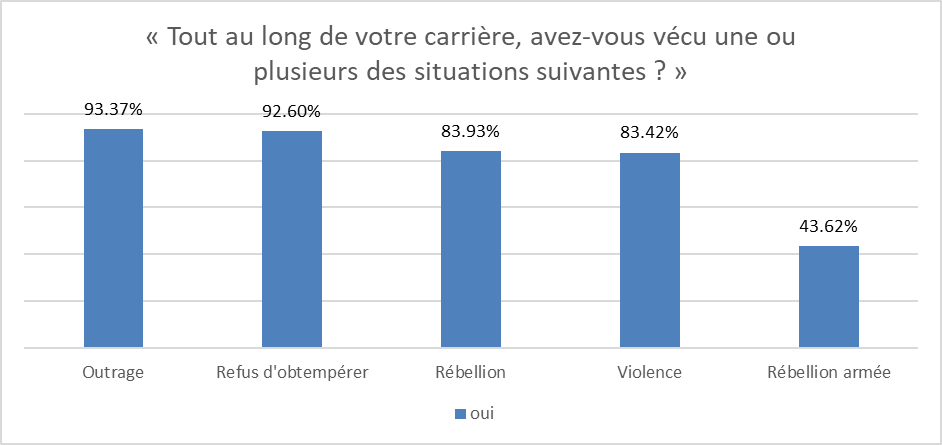 « Tout au long de votre carrière, avez-vous vécu une ou
plusieurs des situations suivantes ? »
93.37%
92.60%
83.93%
83.42%
43.62%
Outrage
Refus d'obtempérer
Rébellion
Violence
Rébellion armée
oui